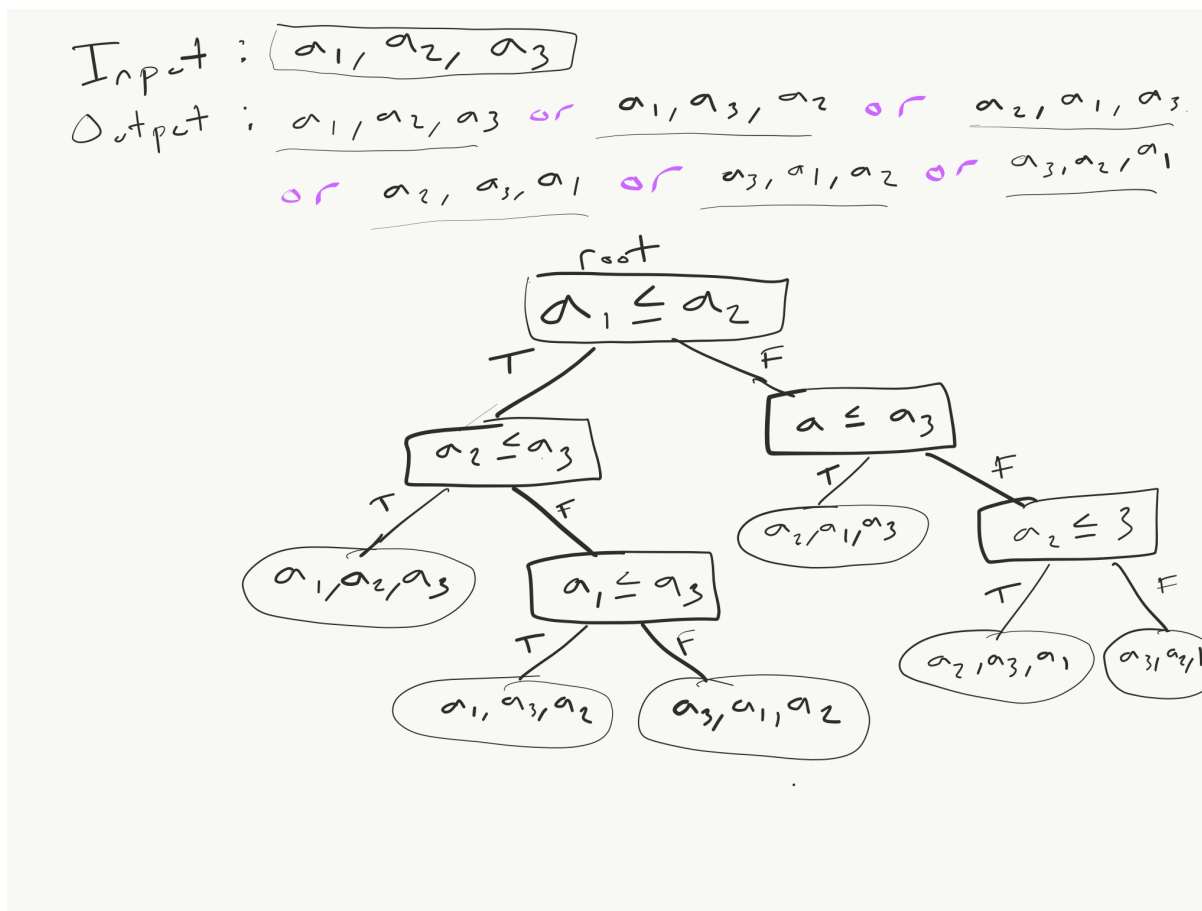 Input : a1, a2, a3
Output : a1, a2, a3 or a1, a3, a2 or a2, a1, a3
or a2, a3, a1 or a3, a1, a2 or a3, a2, a1
root
a1 ≤ a2
T F
a2 ≤ a3 a ≤ a3
T F T F
a2, a1, a3 a2 ≤ 3
a1, a2, a3 a1 ≤ a3 T F
T F a2, a3, a1 a3, a2,
a1, a3, a2 a3, a1, a2